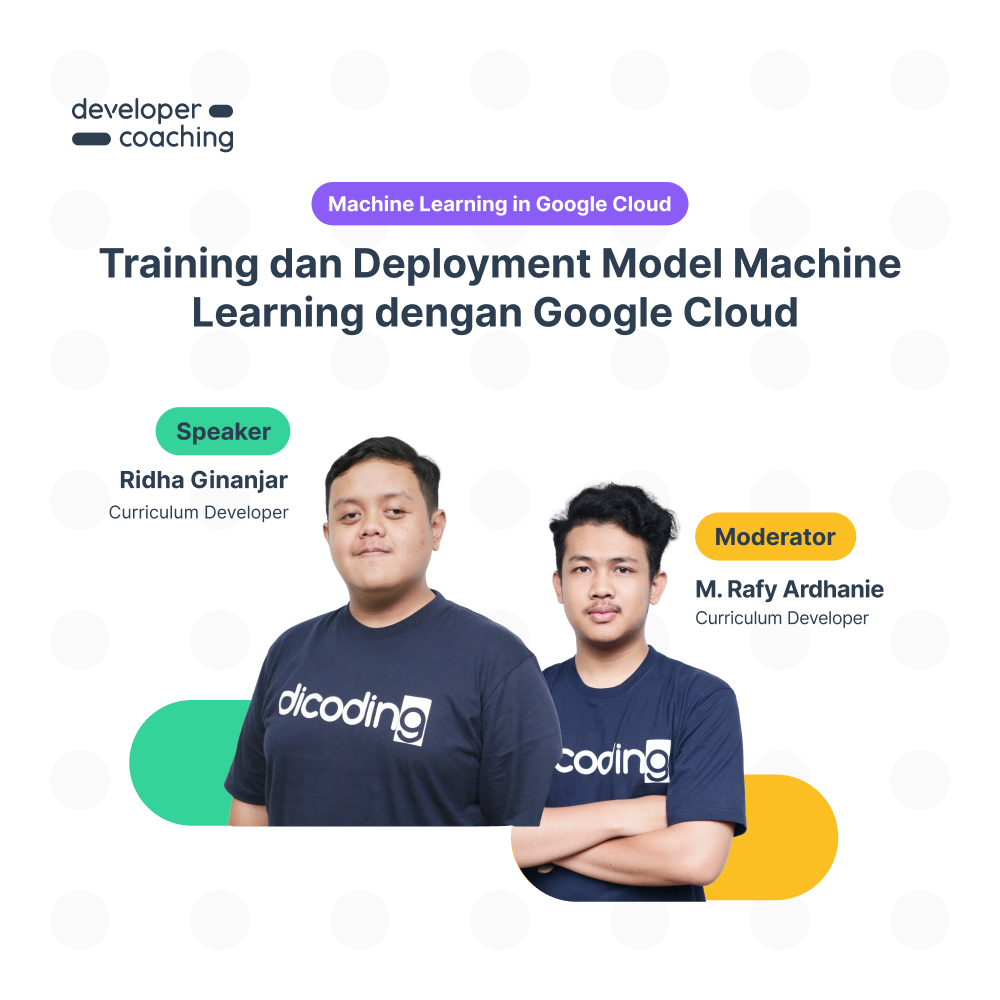 developer
coaching
Machine Learning in Google Cloud
Training dan Deployment Model Machine
Learning dengan Google Cloud
Speaker
Ridha Ginanjar
Curriculum Developer
Moderator
M. Rafy Ardhanie
Curriculum Developer
dicoding
coding